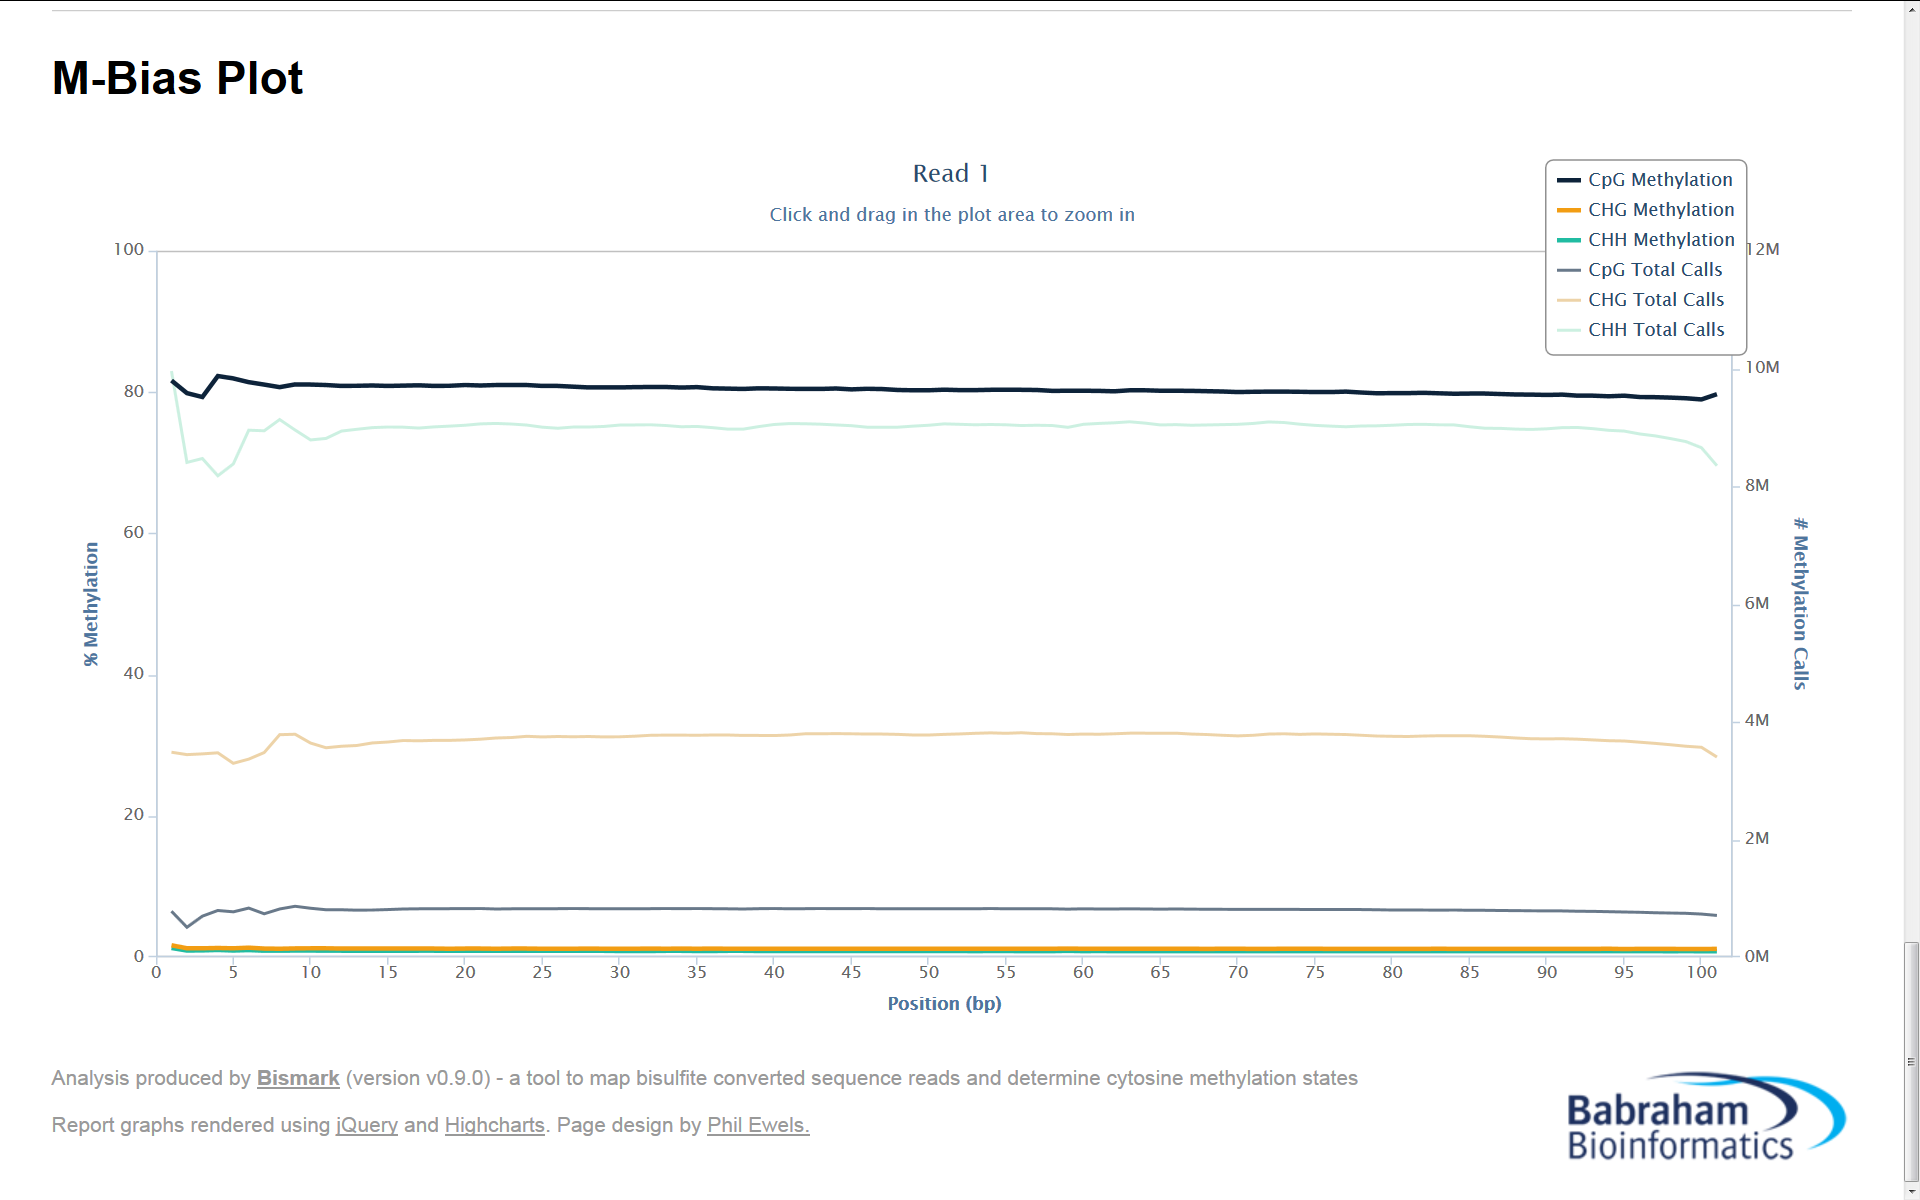 M-Bias Plot
Read 1
Click and drag in the plot area to zoom in
CpG Methylation
CHG Methylation
CHH Methylation
CpG Total Calls
CHG Total Calls
CHH Total Calls
100
80
60
40
20
0
% Methylation
12M
10M
8M
6M
4M
2M
0M
# Methylation Calls
0 5 10 15 20 25 30 35 40 45 50 55 60 65 70 75 80 85 90 95 100
Position (bp)
Analysis produced by Bismark (version v0.9.0) - a tool to map bisulfite converted sequence reads and determine cytosine methylation states
Report graphs rendered using jQuery and Highcharts. Page design by Phil Ewels.
Babraham
Bioinformatics